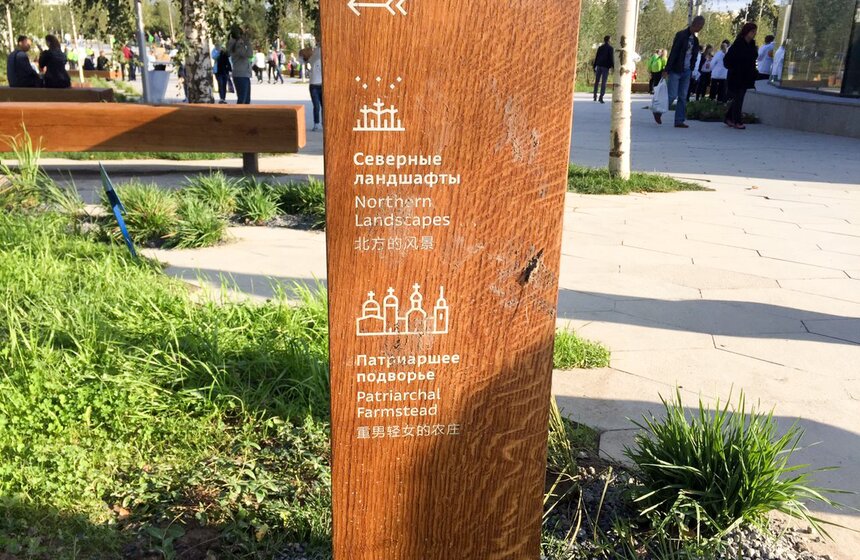 Северные
ландшафты
Northern
Landscapes
北方的风景
Патриаршее
подворье
Patriarchal
Farmstead
重男轻女的农庄